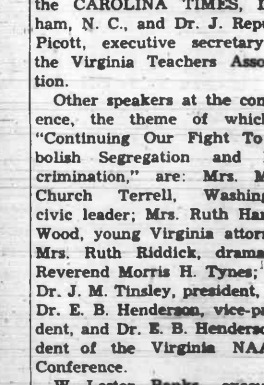 the CAROLINA TIMES, D
ham, N. C., and Dr. J. Rupe
Picott, executive secretary
the Virginia Teachers Asso
tion.
Other speakers at the con
ence, the theme of which
"Continuing Our Fight To
bolish Segregation and
crimination," are: Mrs. M
Church Terrell, Washing
civic leader; Mrs. Ruth Har
Wood, young Virginia attor
Mrs. Ruth Riddick, drama
Reverend Morris H. Tynes;
Dr. J. M. Tinsley, president,
Dr. E. B. Henderson, vice-p
dent, and Dr. E. B. Henderso
dent of the Virginia NAA
Conference.
W. Lester Banks,